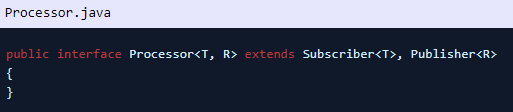 Processor.java
public interface Processor<T, R> extends Subscriber<T>, Publisher<R>
{
}